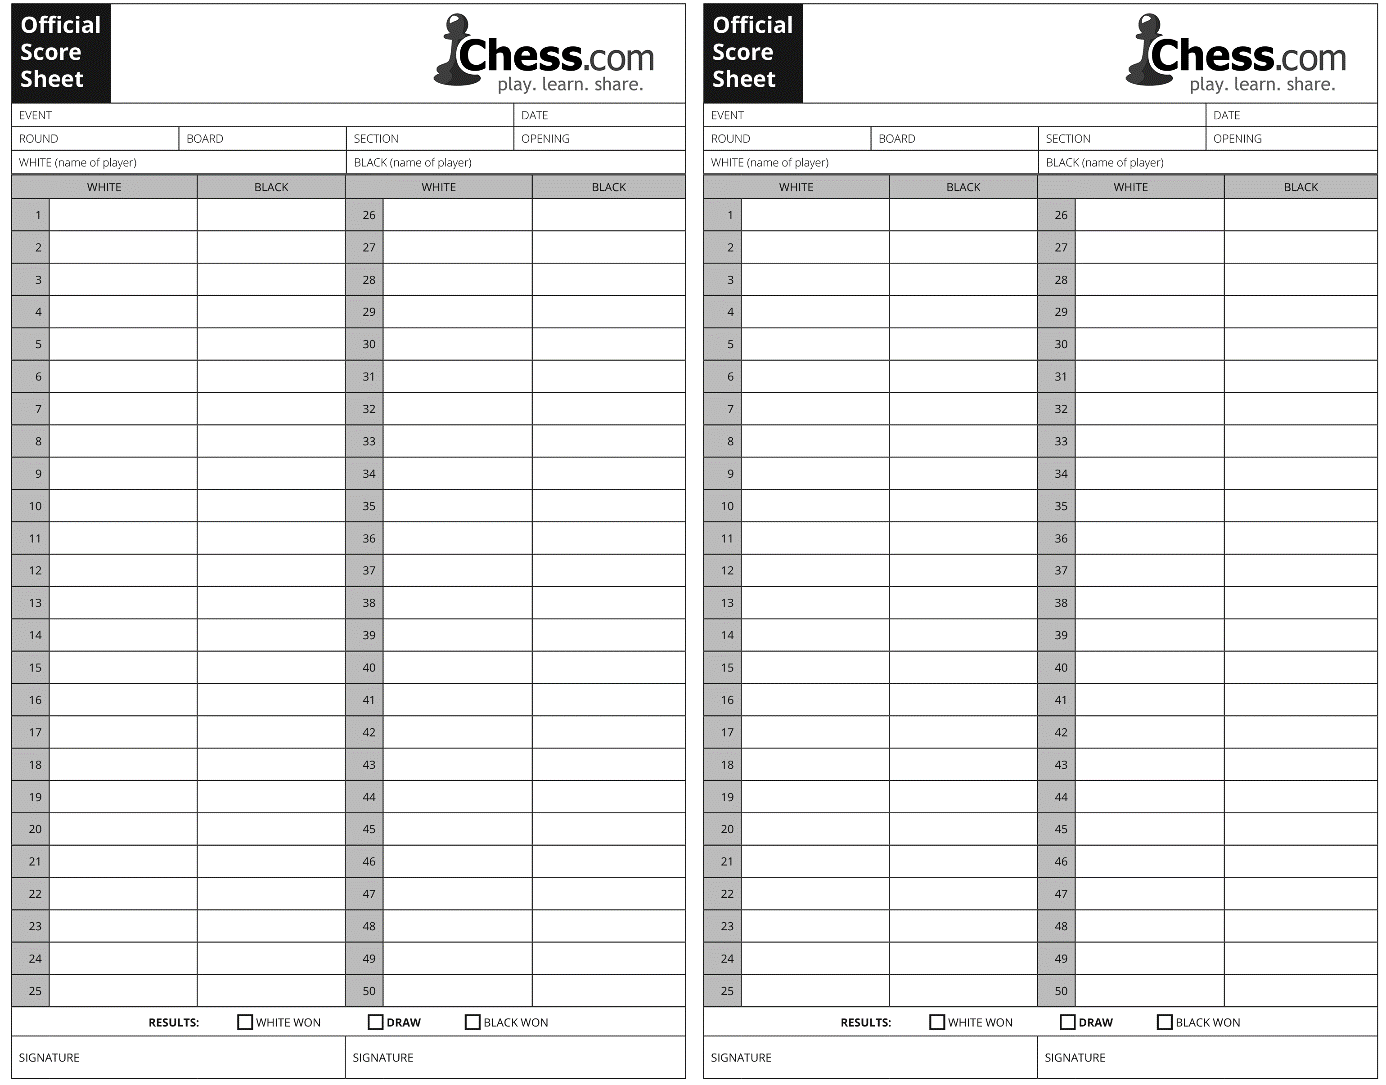 Official
Score
Sheet
Chess.com
play. learn. share.
EVENT DATE
ROUND BOARD SECTION OPENING
WHITE (name of player) BLACK (name of player)
WHITE BLACK WHITE BLACK
1 26
2 27
3 28
4 29
5 30
6 31
7 32
8 33
9 34
10 35
11 36
12 37
13 38
14 39
15 40
16 41
17 42
18 43
19 44
20 45
21 46
22 47
23 48
24 49
25 50
RESULTS: WHITE WON DRAW BLACK WON
SIGNATURE SIGNATURE
Official
Score
Sheet
Chess.com
play. learn. share.
EVENT DATE
ROUND BOARD SECTION OPENING
WHITE (name of player) BLACK (name of player)
WHITE BLACK WHITE BLACK
1 26
2 27
3 28
4 29
5 30
6 31
7 32
8 33
9 34
10 35
11 36
12 37
13 38
14 39
15 40
16 41
17 42
18 43
19 44
20 45
21 46
22 47
23 48
24 49
25 50
RESULTS: WHITE WON DRAW BLACK WON
SIGNATURE SIGNATURE